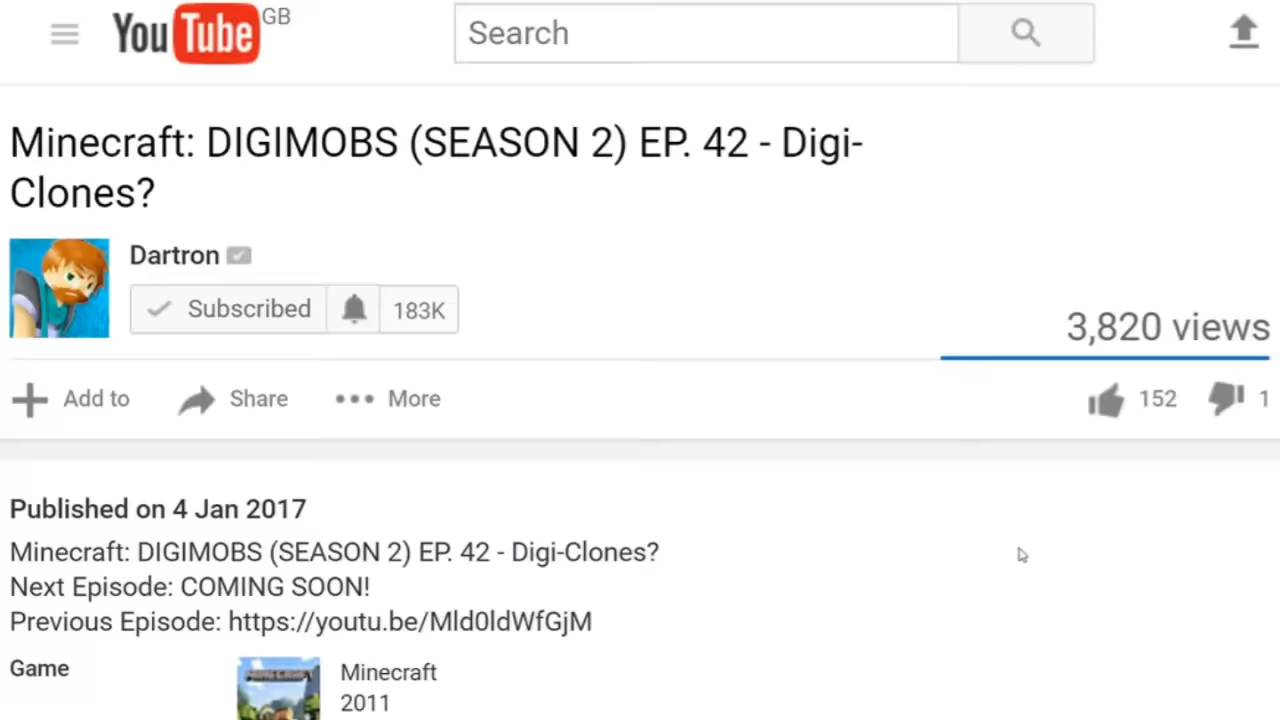 YouTube GB
Search
Minecraft: DIGIMOBS (SEASON 2) EP. 42 - Digi-
Clones?
Dartron
Subscribed 183K
3,820 views
Add to Share More 152 1
Published on 4 Jan 2017
Minecraft: DIGIMOBS (SEASON 2) EP. 42 - Digi-Clones?
Next Episode: COMING SOON!
Previous Episode: https://youtu.be/Mld0ldWfGjM
Game
MINECRAFT
Minecraft
2011